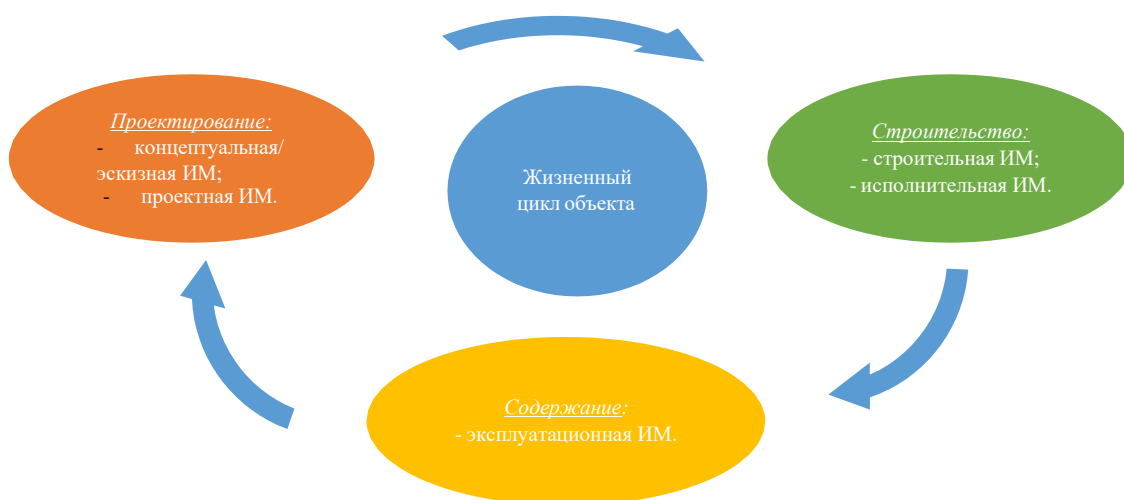 Проектирование:
- концептуальная/
эскизная ИМ;
- проектная ИМ.
Жизненный
цикл объекта
Строительство:
- строительная ИМ;
- исполнительная ИМ.
Содержание:
- эксплуатационная ИМ.